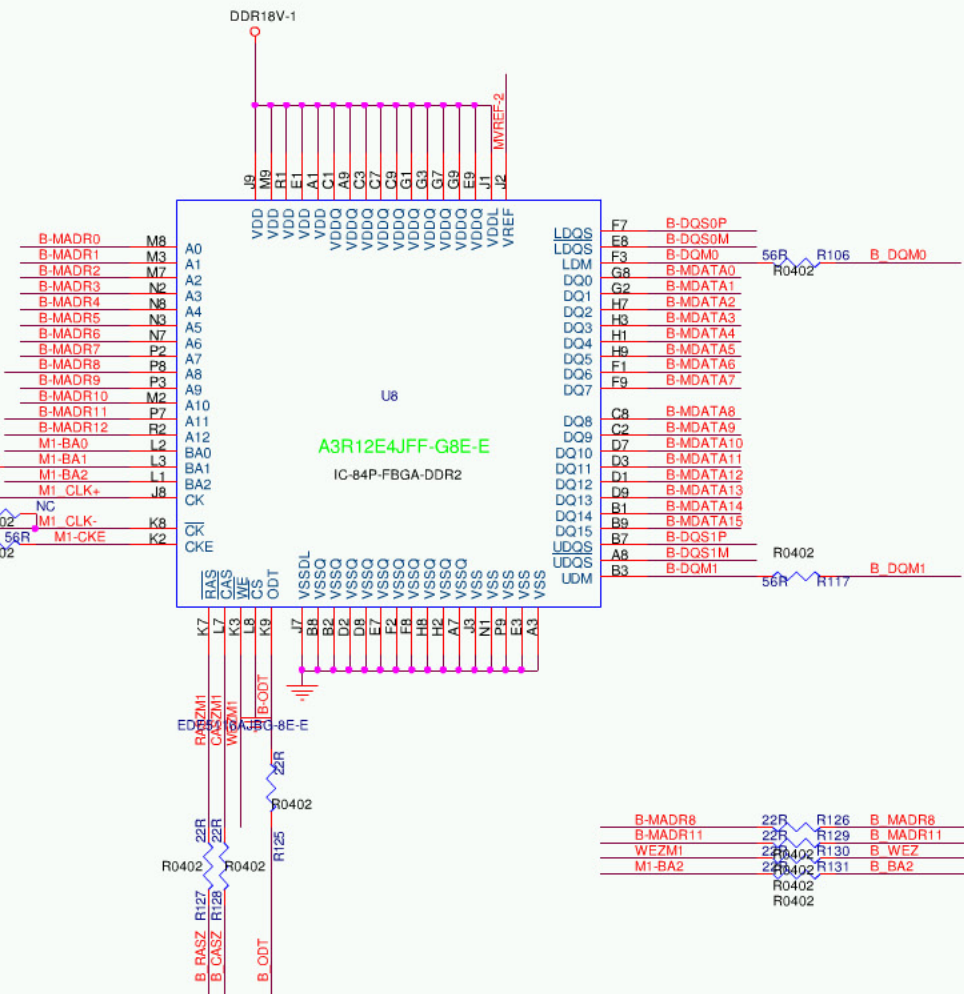 DDR18V-1
MVREF-2
J9 M9 R1 E1 A1 C1 A9 C3 C7 C9 G1 G3 G7 G9 E9 J1 J2
VDD VDD VDD VDD VDD VDDQ VDDQ VDDQ VDDQ VDDQ VDDQ VDDQ VDDQ VDDQ VDDQ VDDL VREF
B-MADR0 M8 A0
B-MADR1 M3 A1
B-MADR2 M7 A2
B-MADR3 N2 A3
B-MADR4 N8 A4
B-MADR5 N3 A5
B-MADR6 N7 A6
B-MADR7 P2 A7
B-MADR8 P8 A8
B-MADR9 P3 A9
B-MADR10 M2 A10
B-MADR11 P7 A11
B-MADR12 R2 A12
M1-BA0 L2 BA0
M1-BA1 L3 BA1
M1-BA2 L1 BA2
M1_CLK+ J8 CK
NC
02
M1_CLK- K8 CK
56R M1-CKE K2 CKE
02
U8
A3R12E4JFF-G8E-E
IC-84P-FBGA-DDR2
LDQS F7 B-DQS0P
LDQS E8 B-DQS0M
LDM F3 B-DQM0 56R R106 B_DQM0
R0402
DQ0 G8 B-MDATA0
DQ1 G2 B-MDATA1
DQ2 H7 B-MDATA2
DQ3 H3 B-MDATA3
DQ4 H1 B-MDATA4
DQ5 H9 B-MDATA5
DQ6 F1 B-MDATA6
DQ7 F9 B-MDATA7
DQ8 C8 B-MDATA8
DQ9 C2 B-MDATA9
DQ10 D7 B-MDATA10
DQ11 D3 B-MDATA11
DQ12 D1 B-MDATA12
DQ13 D9 B-MDATA13
DQ14 B1 B-MDATA14
DQ15 B9 B-MDATA15
UDQS B7 B-DQS1P
UDQS A8 B-DQS1M R0402
UDM B3 B-DQM1 56R R117 B_DQM1
RAS CAS WE CS ODT VSSDL VSSQ VSSQ VSSQ VSSQ VSSQ VSSQ VSSQ VSSQ VSSQ VSSQ VSS VSS VSS VSS VSS
K7 L7 K3 L8 K9 J7 B8 B2 D2 D8 E7 F2 F8 H8 H2 A7 J3 N1 P9 E3 A3
RASZM1 CASZM1 WEZM1 B-ODT
22R
R0402
R125
22R 22R
R0402 R0402
R127 R128
B_RASZ B_CASZ B_ODT
B-MADR8 22R R126 B_MADR8
B-MADR11 22R R129 B_MADR11
WEZM1 22R R0402 R130 B_WEZ
M1-BA2 22R R0402 R131 B_BA2
R0402
R0402